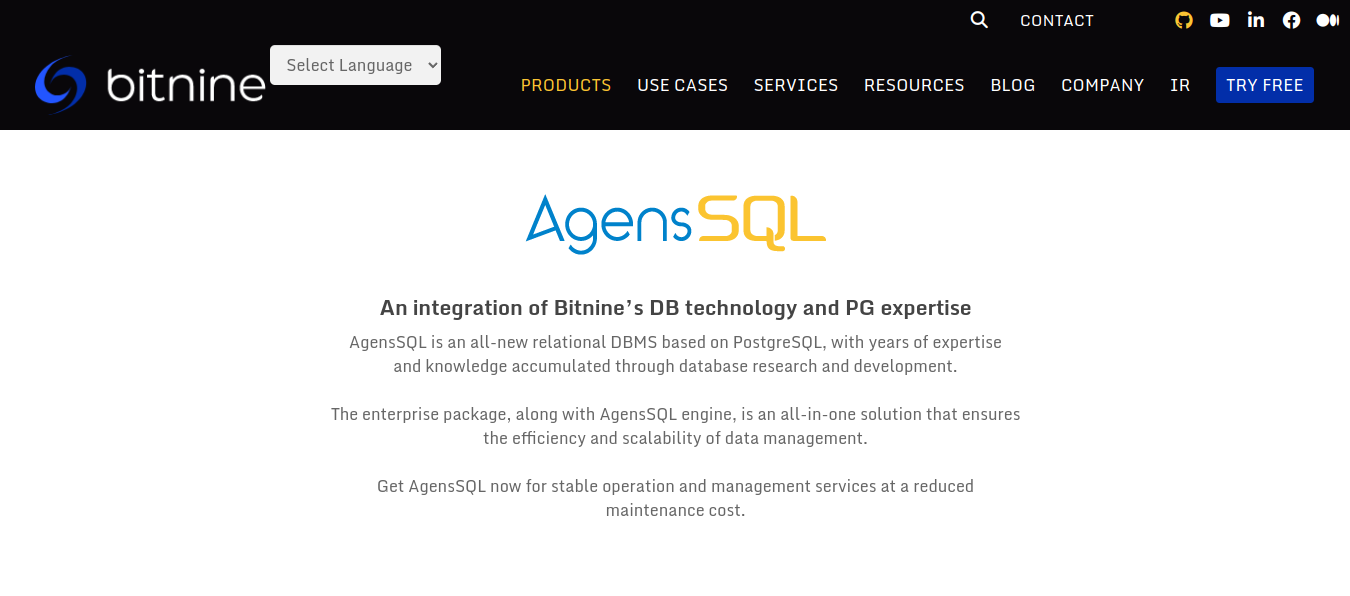 CONTACT
bitnine
Select Language
PRODUCTS USE CASES SERVICES RESOURCES BLOG COMPANY IR TRY FREE
AgensSQL
An integration of Bitnine’s DB technology and PG expertise
AgensSQL is an all-new relational DBMS based on PostgreSQL, with years of expertise
and knowledge accumulated through database research and development.
The enterprise package, along with AgensSQL engine, is an all-in-one solution that ensures
the efficiency and scalability of data management.
Get AgensSQL now for stable operation and management services at a reduced
maintenance cost.